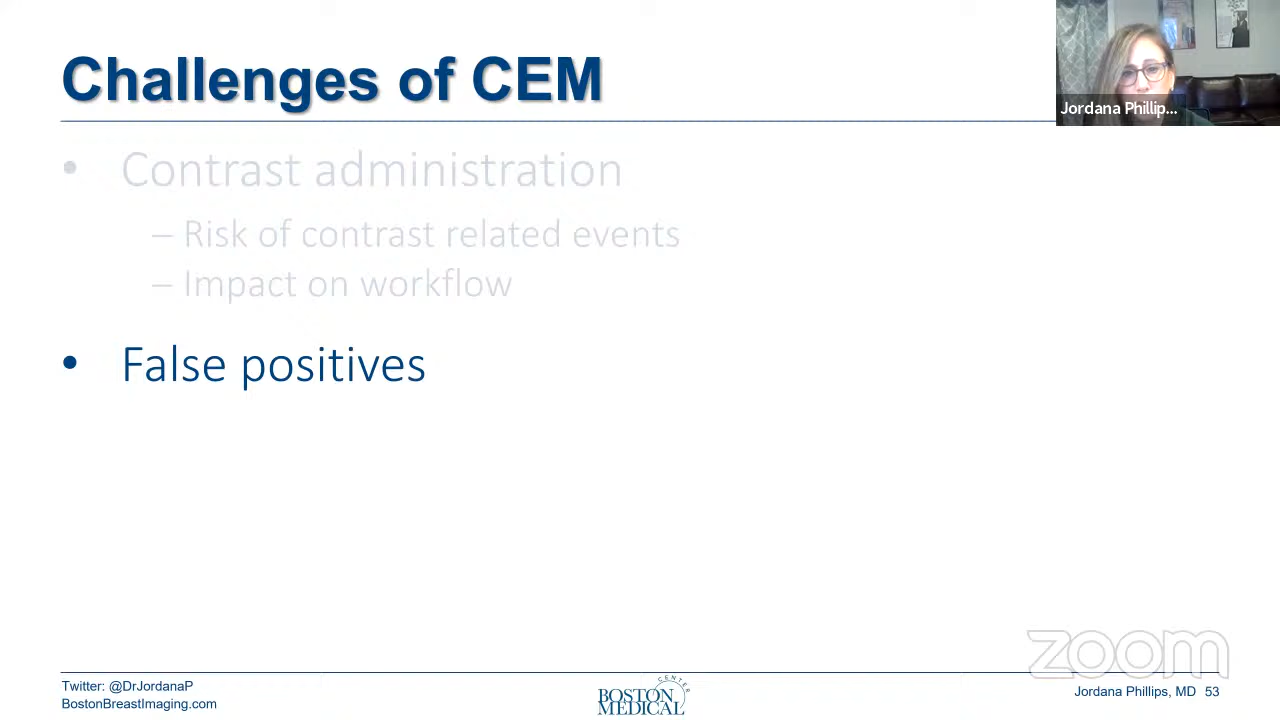 Challenges of CEM
Jordana Phillip...
• Contrast administration
– Risk of contrast related events
– Impact on workflow
• False positives
zoom
Twitter: @DrJordanaP
BostonBreastImaging.com
BOSTON
MEDICAL
CENTER
Jordana Phillips, MD 53